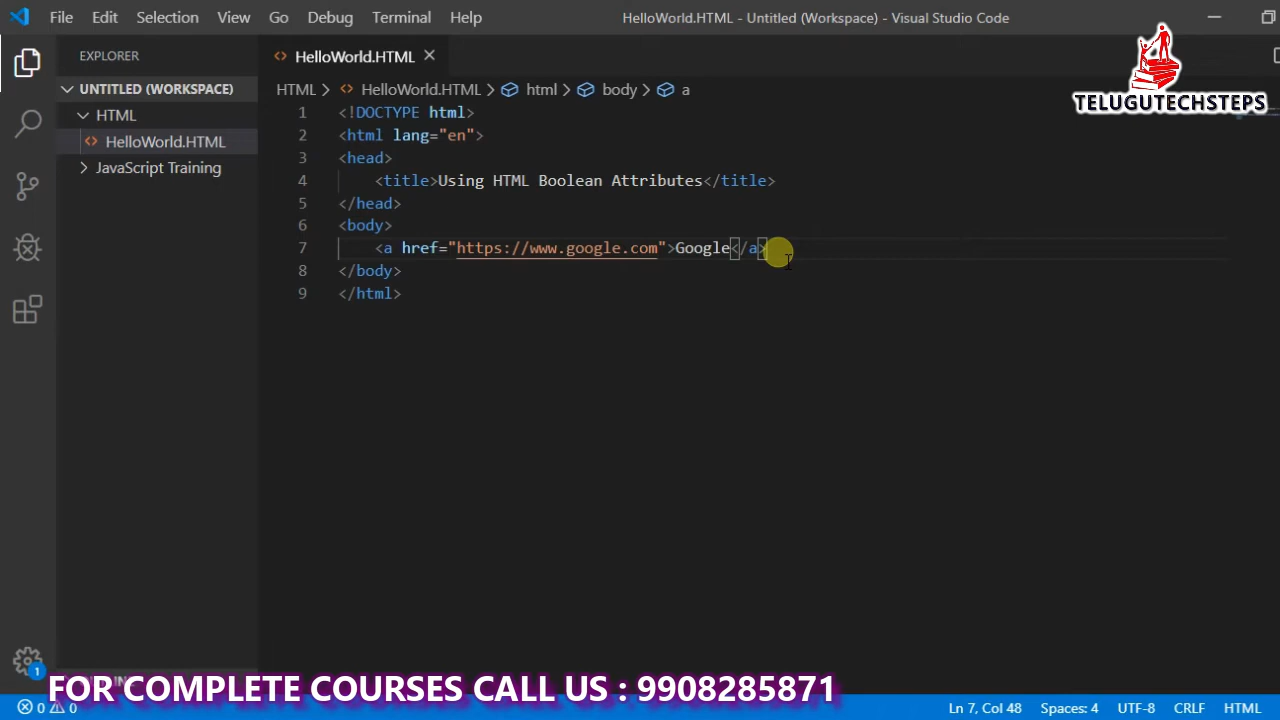 File Edit Selection View Go Debug Terminal Help
HelloWorld.HTML - Untitled (Workspace) - Visual Studio Code
EXPLORER
HelloWorld.HTML
TELUGUTECHSTEPS
UNTITLED (WORKSPACE)
HTML
HelloWorld.HTML
JavaScript Training
HTML > HelloWorld.HTML > html > body > a
1 <!DOCTYPE html>
2 <html lang="en">
3 <head>
4 <title>Using HTML Boolean Attributes</title>
5 </head>
6 <body>
7 <a href="https://www.google.com">Google</a>
8 </body>
9 </html>
1
FOR COMPLETE COURSES CALL US : 9908285871
0 0
Ln 7, Col 48 Spaces: 4 UTF-8 CRLF HTML